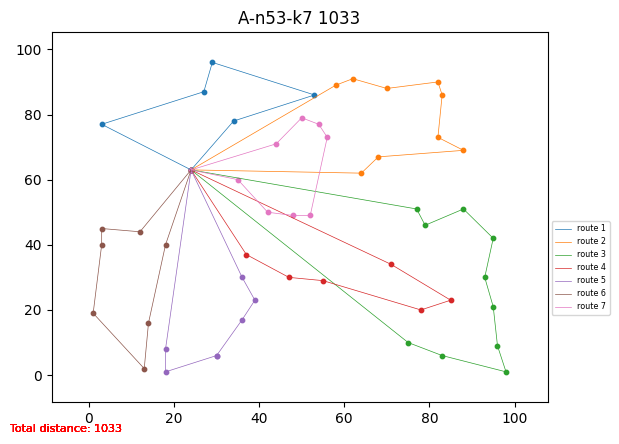 A-n53-k7 1033
100
80
60
40
20
0
0 20 40 60 80 100
route 1
route 2
route 3
route 4
route 5
route 6
route 7
Total distance: 1033